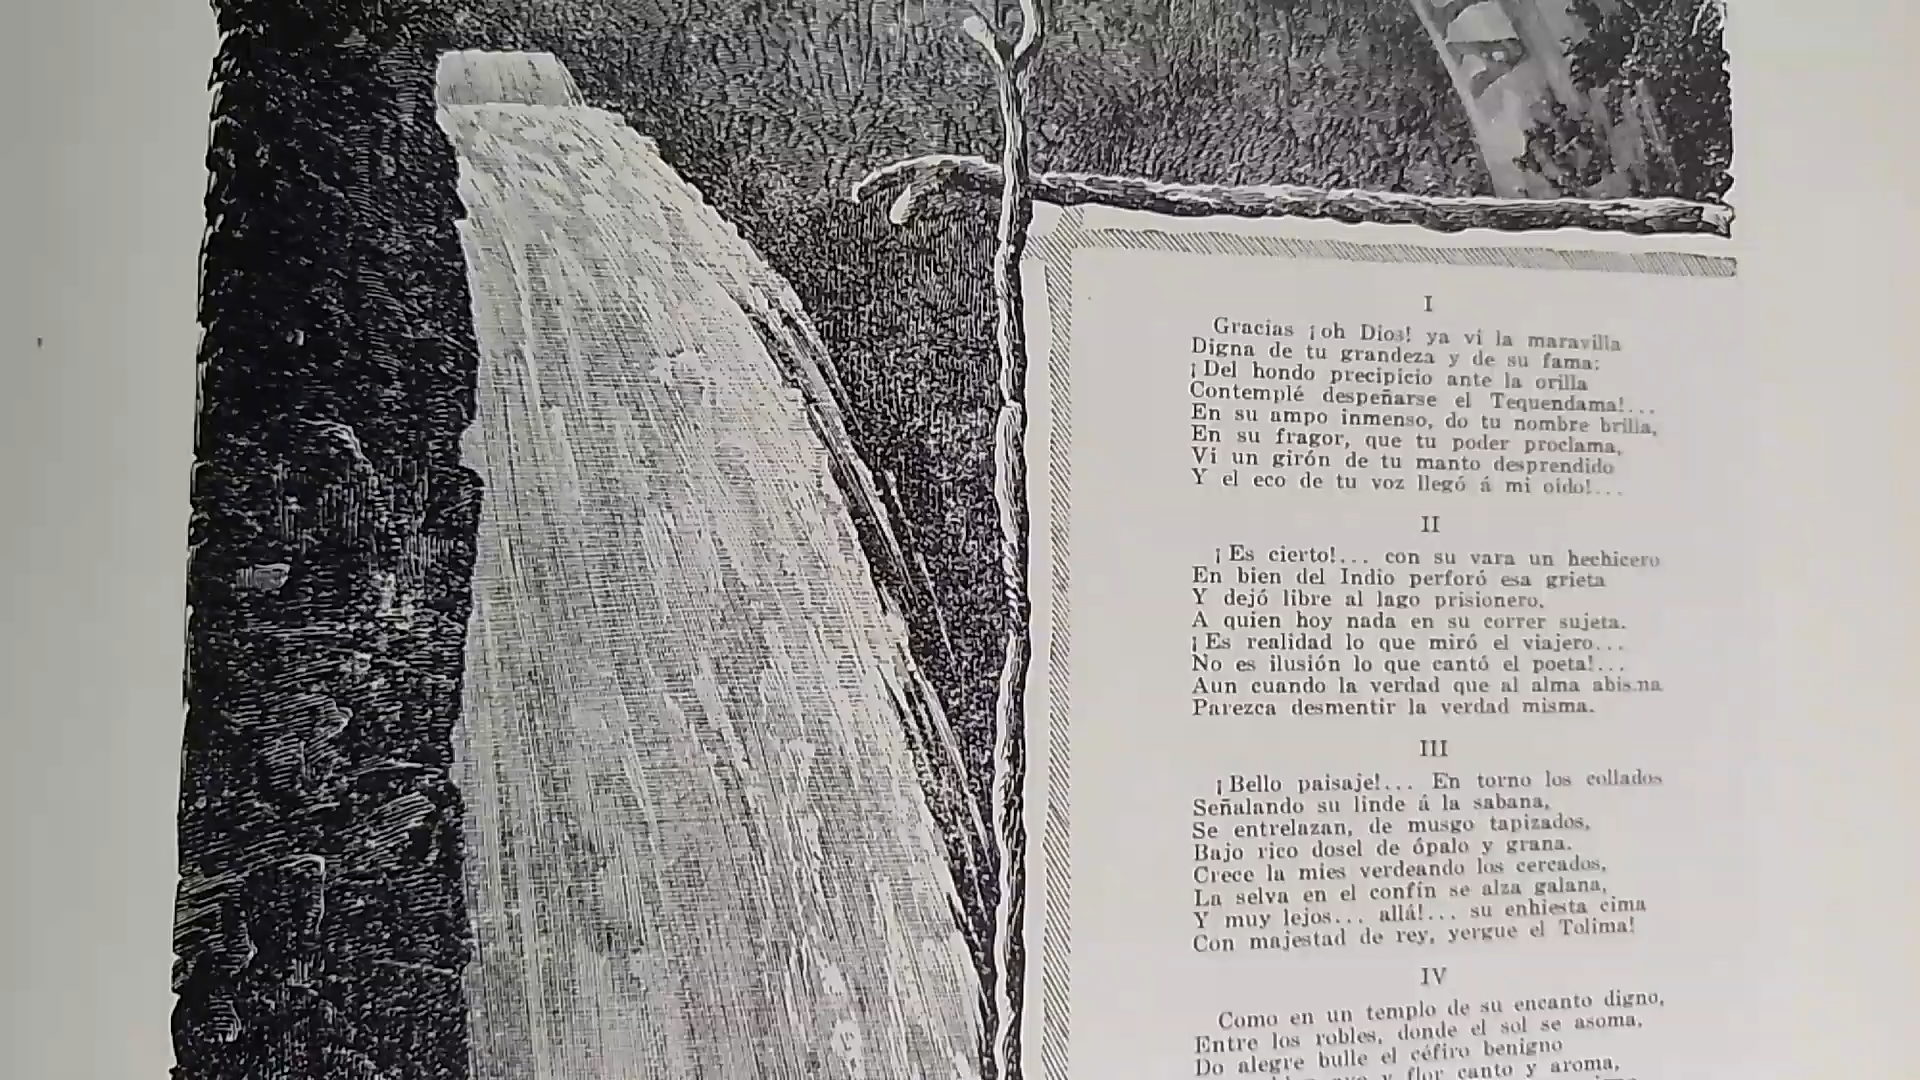 I
Gracias ¡oh Dios! ya vi la maravilla
Digna de tu grandeza y de su fama:
¡Del hondo precipicio ante la orilla
Contemplé despeñarse el Tequendama!...
En su ampo inmenso, do tu nombre brilla,
En su fragor, que tu poder proclama,
Vi un girón de tu manto desprendido
Y el eco de tu voz llegó á mi oído!...
II
¡Es cierto!... con su vara un hechicero
En bien del Indio perforó esa grieta
Y dejó libre al lago prisionero,
A quien hoy nada en su correr sujeta.
¡Es realidad lo que miró el viajero...
No es ilusión lo que cantó el poeta!...
Aun cuando la verdad que al alma abisma
Parezca desmentir la verdad misma.
III
¡Bello paisaje!... En torno los collados
Señalando su linde á la sabana,
Se entrelazan, de musgo tapizados,
Bajo rico dosel de ópalo y grana.
Crece la mies verdeando los cercados,
La selva en el confín se alza galana,
Y muy lejos... allá!... su enhiesta cima
Con majestad de rey, yergue el Tolima!
IV
Como en un templo de su encanto digno,
Entre los robles, donde el sol se asoma,
Do alegre bulle el céfiro benigno
y flor canto y aroma,